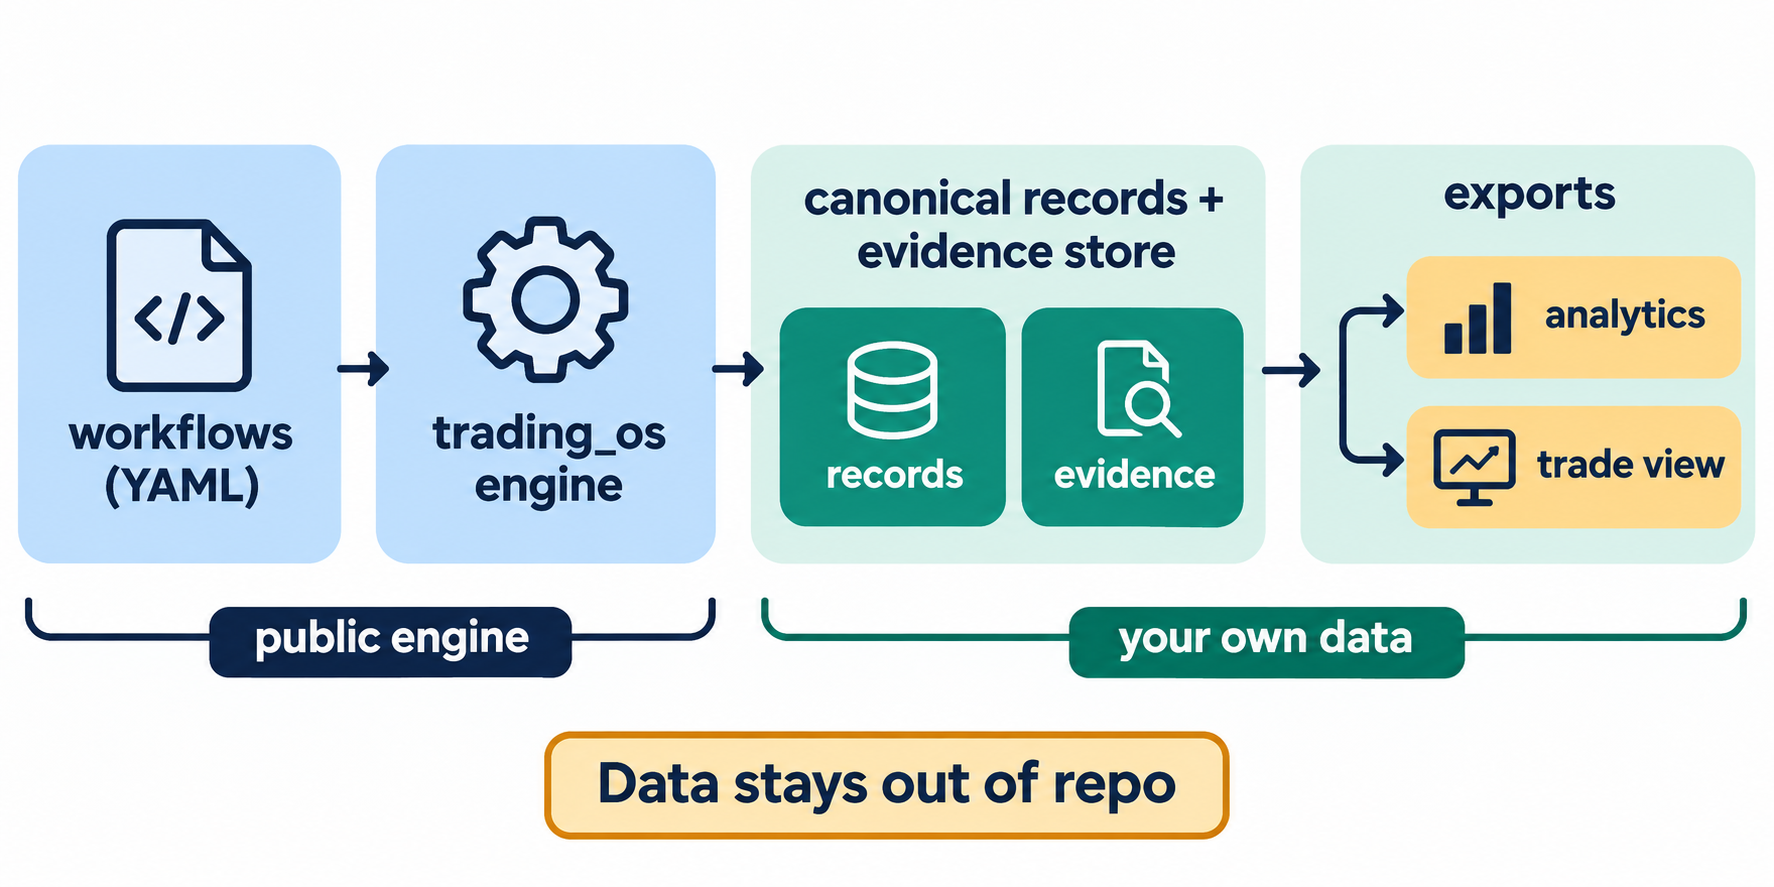 </>
workflows
(YAML)
trading_os
engine
canonical records +
evidence store
records
evidence
exports
analytics
trade view
public engine
your own data
Data stays out of repo